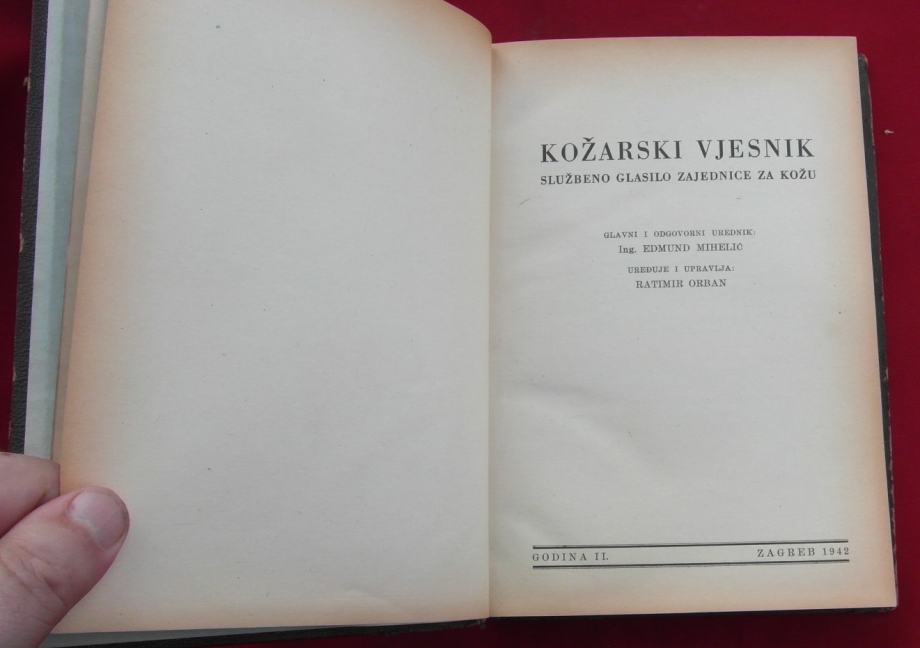 KOŽARSKI VJESNIK
SLUŽBENO GLASILO ZAJEDNICE ZA KOŽU
GLAVNI I ODGOVORNI UREDNIK:
Ing. EDMUND MIHELIĆ
UREĐUJE I UPRAVLJA:
RATIMIR ORBAN
GODINA II. ZAGREB 1942